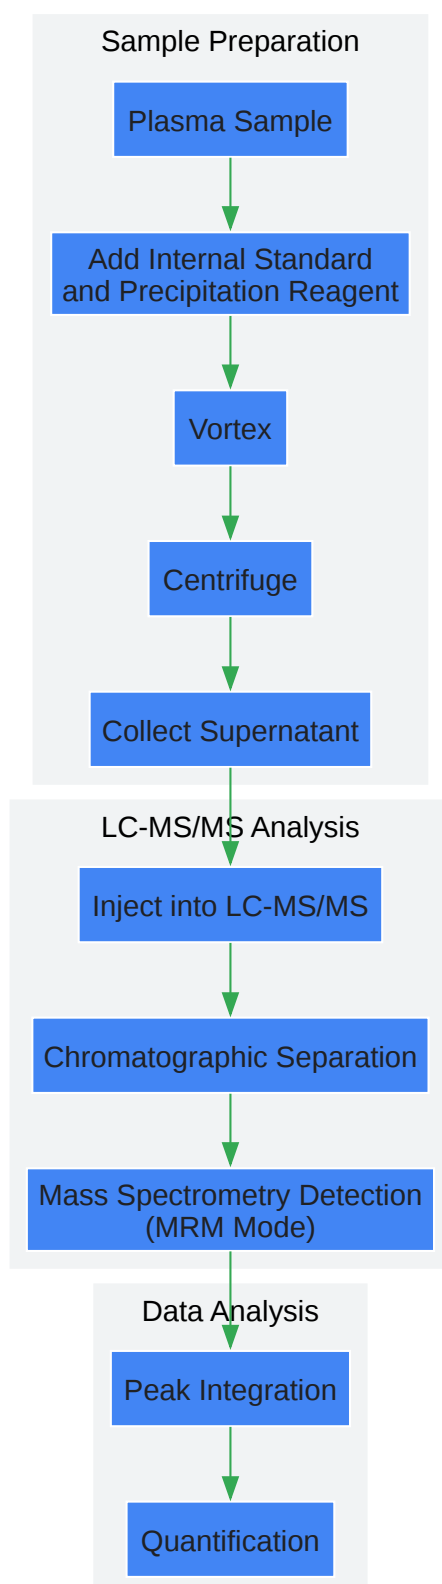 Sample Preparation
Plasma Sample
Add Internal Standard
and Precipitation Reagent
Vortex
Centrifuge
Collect Supernatant
LC-MS/MS Analysis
Inject into LC-MS/MS
Chromatographic Separation
Mass Spectrometry Detection
(MRM Mode)
Data Analysis
Peak Integration
Quantification